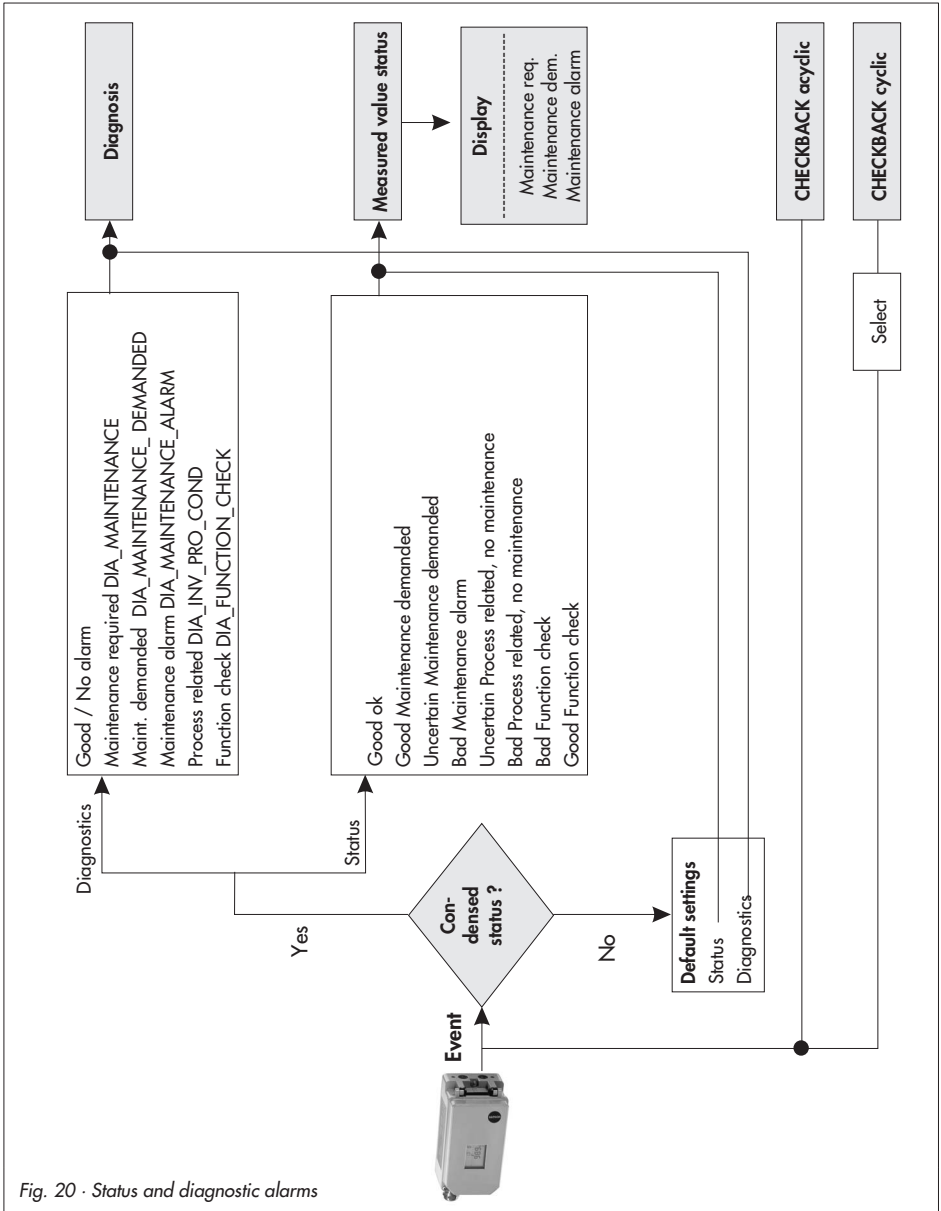 Event
Con-
densed
status ?
Yes
No
Diagnostics
Status
Good / No alarm
Maintenance required DIA_MAINTENANCE
Maint. demanded DIA_MAINTENANCE_DEMANDED
Maintenance alarm DIA_MAINTENANCE_ALARM
Process related DIA_INV_PRO_COND
Function check DIA_FUNCTION_CHECK
Good ok
Good Maintenance demanded
Uncertain Maintenance demanded
Bad Maintenance alarm
Uncertain Process related, no maintenance
Bad Process related, no maintenance
Bad Function check
Good Function check
Default settings
Status
Diagnostics
Diagnosis
Measured value status
Display
Maintenance req.
Maintenance dem.
Maintenance alarm
CHECKBACK acyclic
Select
CHECKBACK cyclic
Fig. 20 · Status and diagnostic alarms